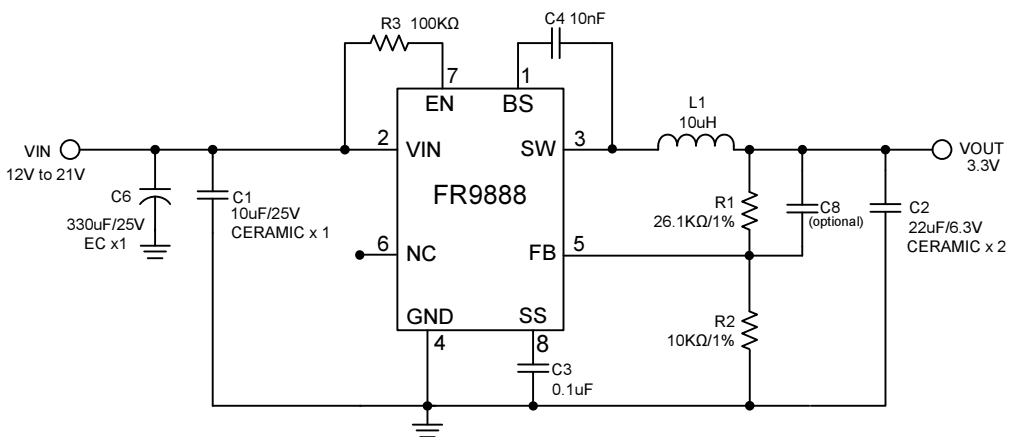 R3 100KΩ
C4 10nF
7
1
EN
BS
L1
10uH
VIN
12V to 21V
2
VIN
SW
3
VOUT
3.3V
FR9888
C6
330uF/25V
EC x1
C1
10uF/25V
CERAMIC x 1
R1
26.1KΩ/1%
C8
(optional)
C2
22uF/6.3V
CERAMIC x 2
6
NC
FB
5
GND
SS
4
8
R2
10KΩ/1%
C3
0.1uF